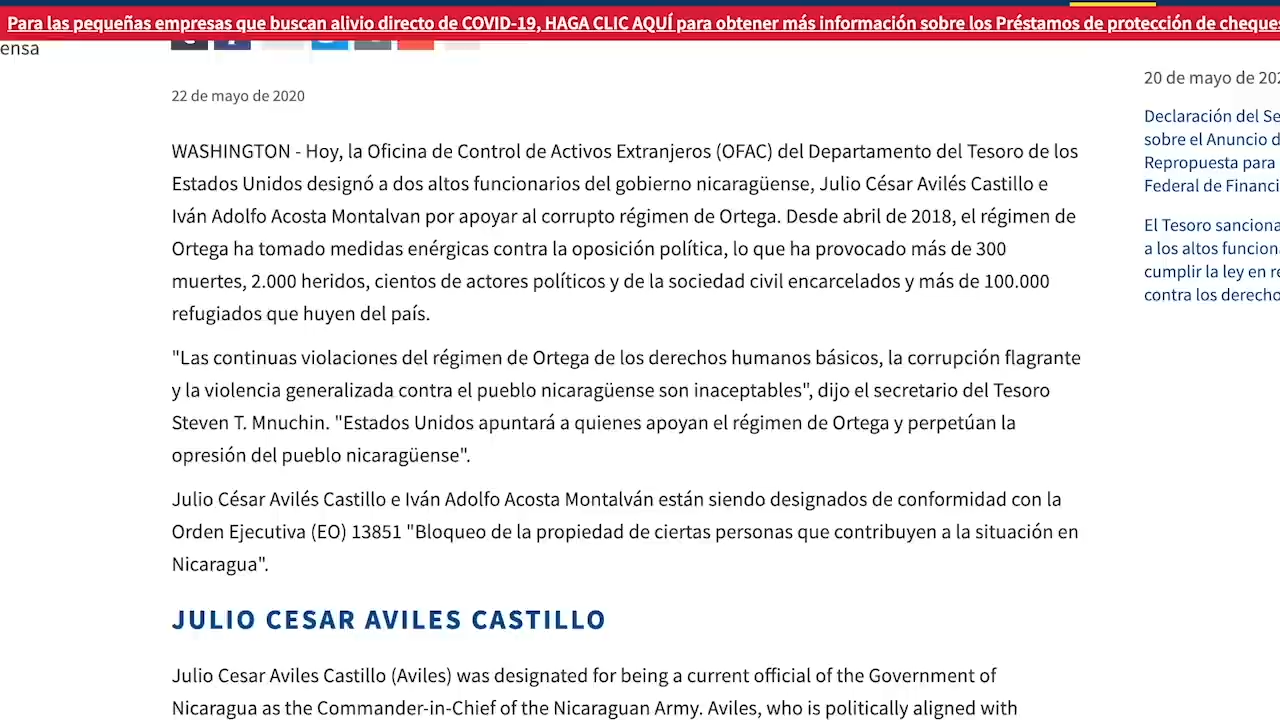 Para las pequeñas empresas que buscan alivio directo de COVID-19, HAGA CLIC AQUÍ para obtener más información sobre los Préstamos de protección de cheque
22 de mayo de 2020
WASHINGTON - Hoy, la Oficina de Control de Activos Extranjeros (OFAC) del Departamento del Tesoro de los
Estados Unidos designó a dos altos funcionarios del gobierno nicaragüense, Julio César Avilés Castillo e
Iván Adolfo Acosta Montalvan por apoyar al corrupto régimen de Ortega. Desde abril de 2018, el régimen de
Ortega ha tomado medidas enérgicas contra la oposición política, lo que ha provocado más de 300
muertes, 2.000 heridos, cientos de actores políticos y de la sociedad civil encarcelados y más de 100.000
refugiados que huyen del país.
"Las continuas violaciones del régimen de Ortega de los derechos humanos básicos, la corrupción flagrante
y la violencia generalizada contra el pueblo nicaragüense son inaceptables", dijo el secretario del Tesoro
Steven T. Mnuchin. "Estados Unidos apuntará a quienes apoyan el régimen de Ortega y perpetúan la
opresión del pueblo nicaragüense".
Julio César Avilés Castillo e Iván Adolfo Acosta Montalván están siendo designados de conformidad con la
Orden Ejecutiva (EO) 13851 "Bloqueo de la propiedad de ciertas personas que contribuyen a la situación en
Nicaragua".
JULIO CESAR AVILES CASTILLO
Julio Cesar Aviles Castillo (Aviles) was designated for being a current official of the Government of
Nicaragua as the Commander-in-Chief of the Nicaraguan Army. Aviles, who is politically aligned with
ensa
20 de mayo de 202
Declaración del Se
sobre el Anuncio d
Repropuesta para
Federal de Financi
El Tesoro sanciona
a los altos funcion
cumplir la ley en re
contra los derecho